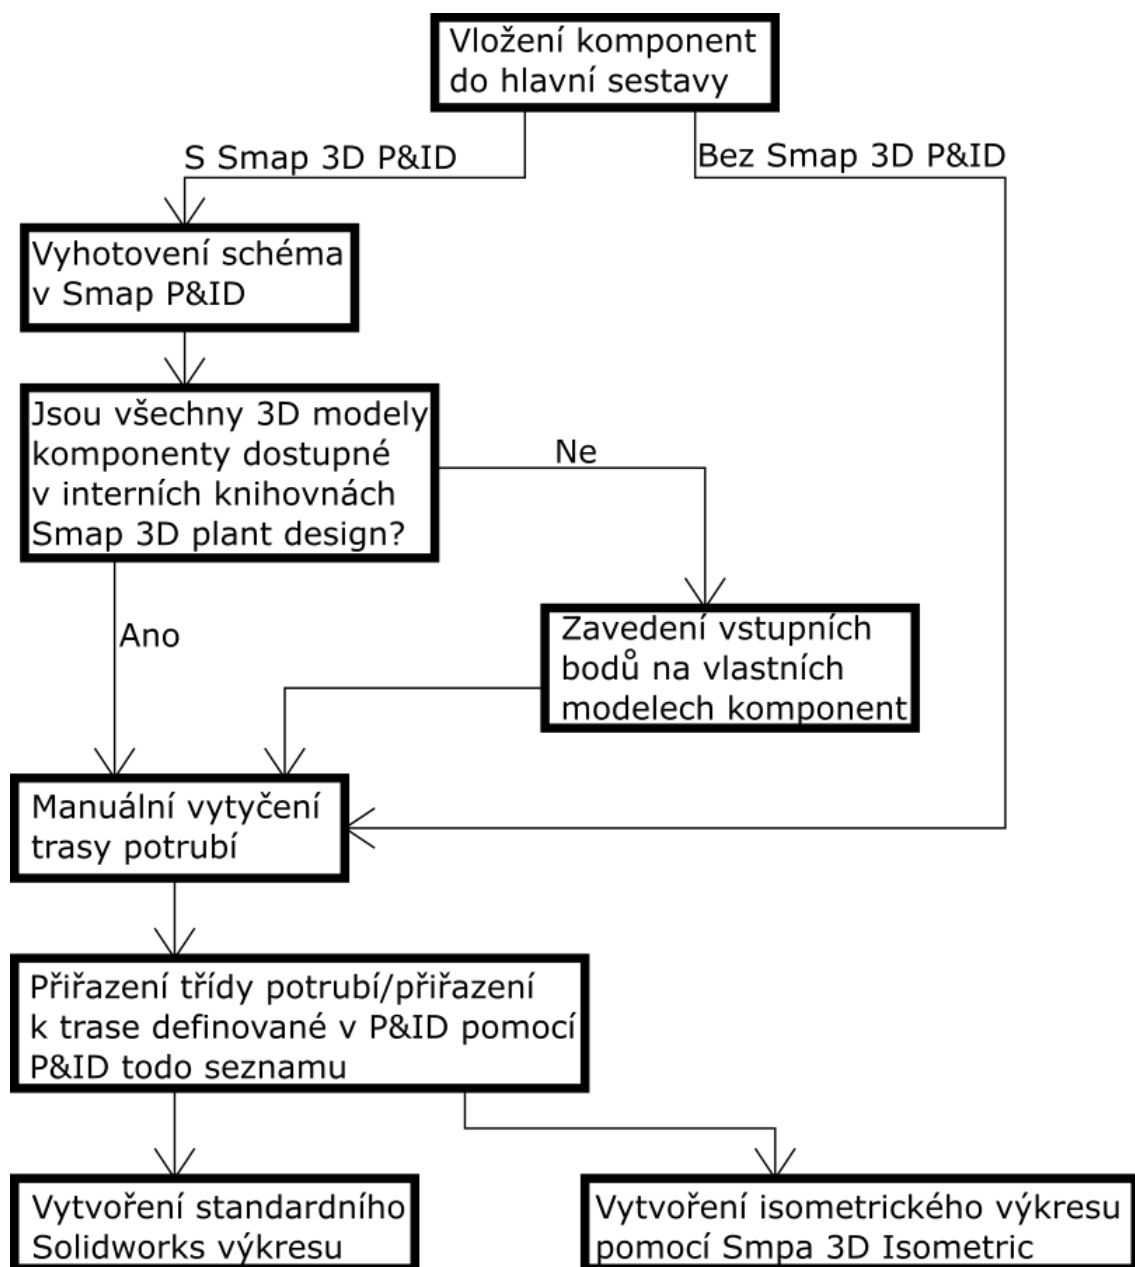 Vložení komponent
do hlavní sestavy
S Smap 3D P&ID
Bez Smap 3D P&ID
Vyhotovení schéma
v Smap P&ID
Jsou všechny 3D modely
komponenty dostupné
v interních knihovnách
Smap 3D plant design?
Ne
Ano
Zavedení vstupních
bodů na vlastních
modelech komponent
Manuální vytyčení
trasy potrubí
Přiřazení třídy potrubí/přiřazení
k trase definované v P&ID pomocí
P&ID todo seznamu
Vytvoření standardního
Solidworks výkresu
Vytvoření isometrického výkresu
pomocí Smpa 3D Isometric